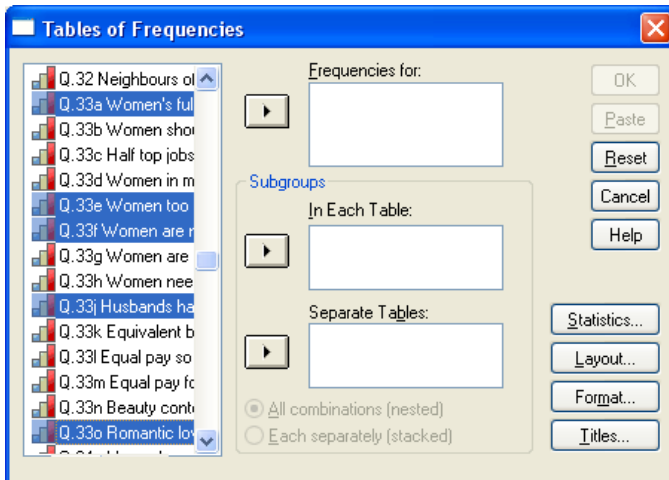 Tables of Frequencies
Q.32 Neighbours of
Q.33a Women's full
Q.33b Women shou
Q.33c Half top jobs
Q.33d Women in m
Q.33e Women too
Q.33f Women are n
Q.33g Women are
Q.33h Women nee
Q.33j Husbands ha
Q.33k Equivalent b
Q.33l Equal pay so
Q.33m Equal pay fo
Q.33n Beauty conte
Q.33o Romantic lov
Frequencies for:
Subgroups
In Each Table:
Separate Tables:
All combinations (nested)
Each separately (stacked)
OK
Paste
Reset
Cancel
Help
Statistics...
Layout...
Format...
Titles...